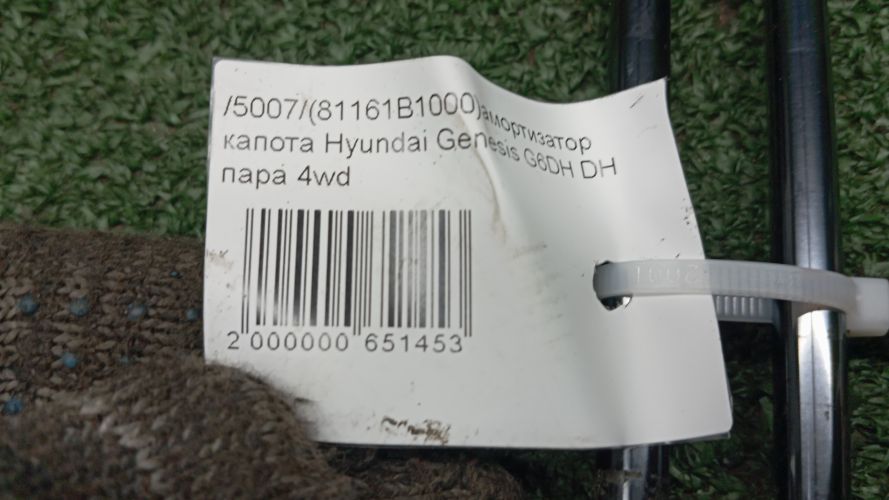 /5007/(81161B1000)амортизатор
капота Hyundai Genesis G6DH DH
пара 4wd
2 000000 651453